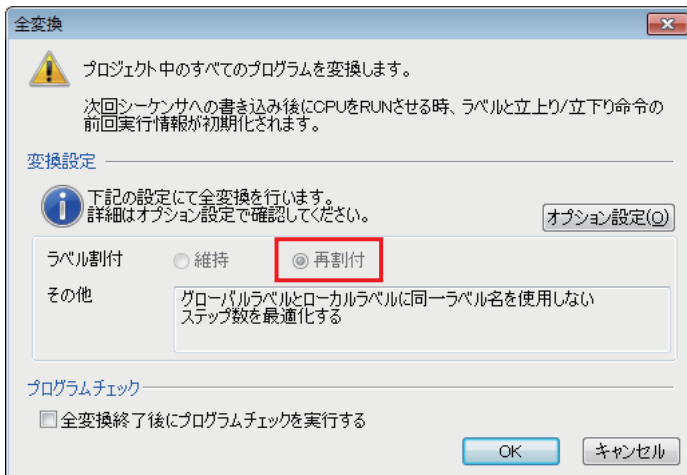 全変換
プロジェクト中のすべてのプログラムを変換します。
次回シーケンサへの書き込み後にCPUをRUNさせる時、ラベルと立上り/立下り命令の
前回実行情報が初期化されます。
変換設定
下記の設定にて全変換を行います。
詳細はオプション設定で確認してください。
オプション設定(O)
ラベル割付
維持
再割付
その他
グローバルラベルとローカルラベルに同一ラベル名を使用しない
ステップ数を最適化する
プログラムチェック
全変換終了後にプログラムチェックを実行する
OK
キャンセル